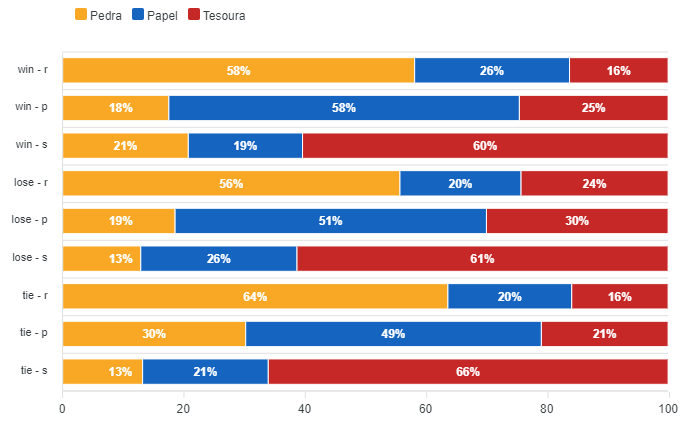 Pedra Papel Tesoura
win - r 58% 26% 16%
win - p 18% 58% 25%
win - s 21% 19% 60%
lose - r 56% 20% 24%
lose - p 19% 51% 30%
lose - s 13% 26% 61%
tie - r 64% 20% 16%
tie - p 30% 49% 21%
tie - s 13% 21% 66%
0 20 40 60 80 100